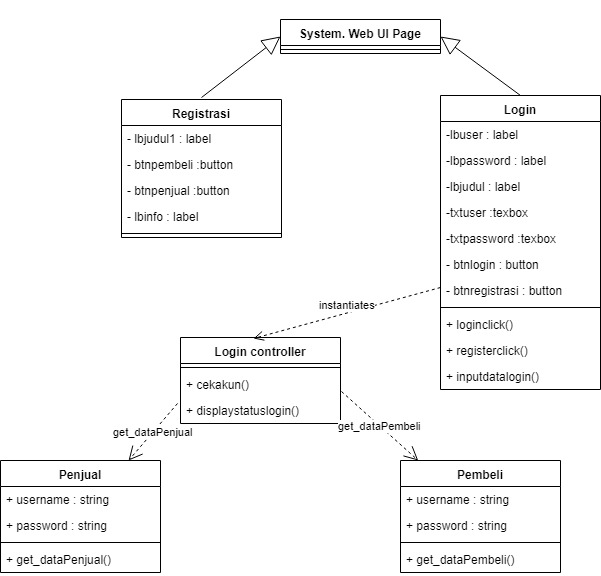 System. Web UI Page
Registrasi
- lbjudul1 : label
- btnpembeli :button
- btnpenjual :button
- lbinfo : label
Login
-lbuser : label
-lbpassword : label
-lbjudul : label
-txtuser :texbox
-txtpassword :texbox
- btnlogin : button
- btnregistrasi : button
+ loginclick()
+ registerclick()
+ inputdatalogin()
instantiates
Login controller
+ cekakun()
+ displaystatuslogin()
get_dataPenjual
get_dataPembeli
Penjual
+ username : string
+ password : string
+ get_dataPenjual()
Pembeli
+ username : string
+ password : string
+ get_dataPembeli()